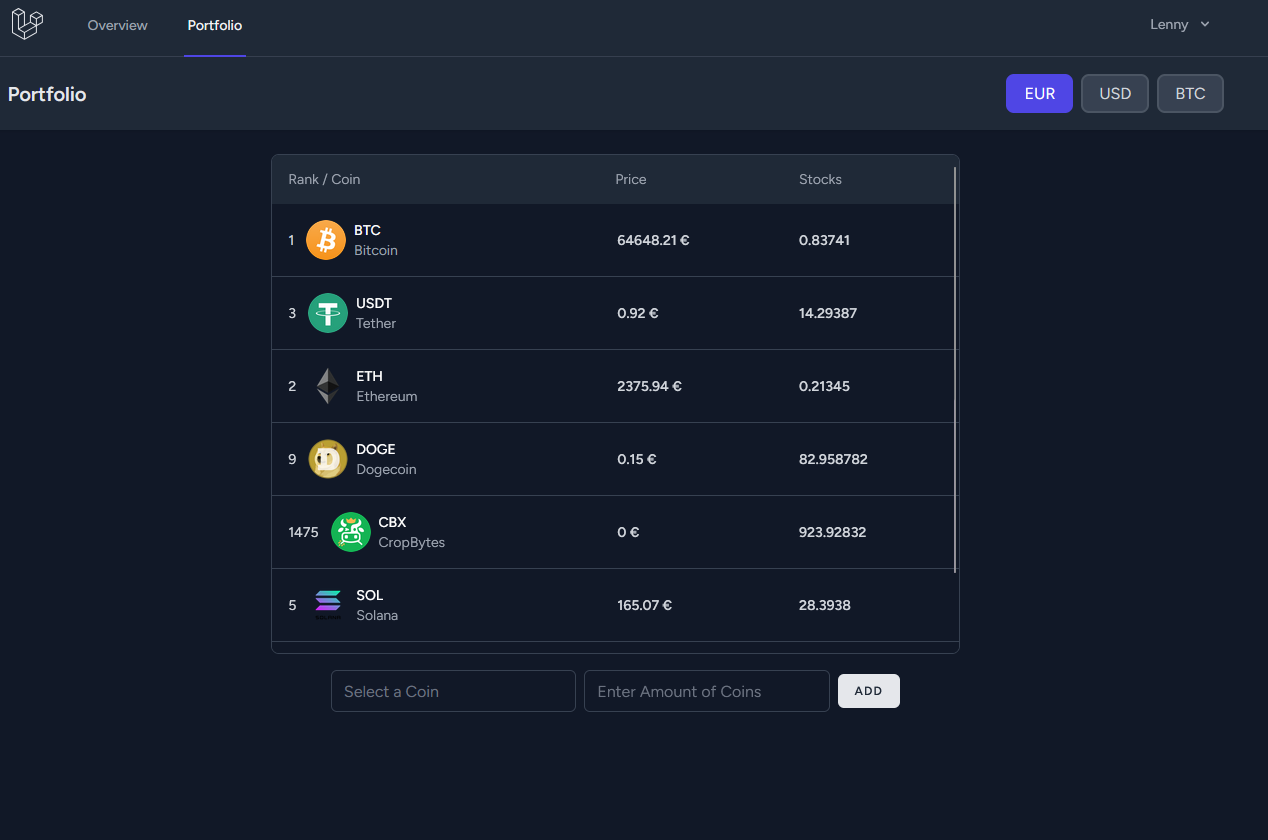 Overview Portfolio Lenny
Portfolio EUR USD BTC
Rank / Coin Price Stocks
1 BTC 64648.21 € 0.83741
Bitcoin
3 USDT 0.92 € 14.29387
Tether
2 ETH 2375.94 € 0.21345
Ethereum
9 DOGE 0.15 € 82.958782
Dogecoin
1475 CBX 0 € 923.92832
CropBytes
5 SOL 165.07 € 28.3938
Solana
Select a Coin Enter Amount of Coins ADD